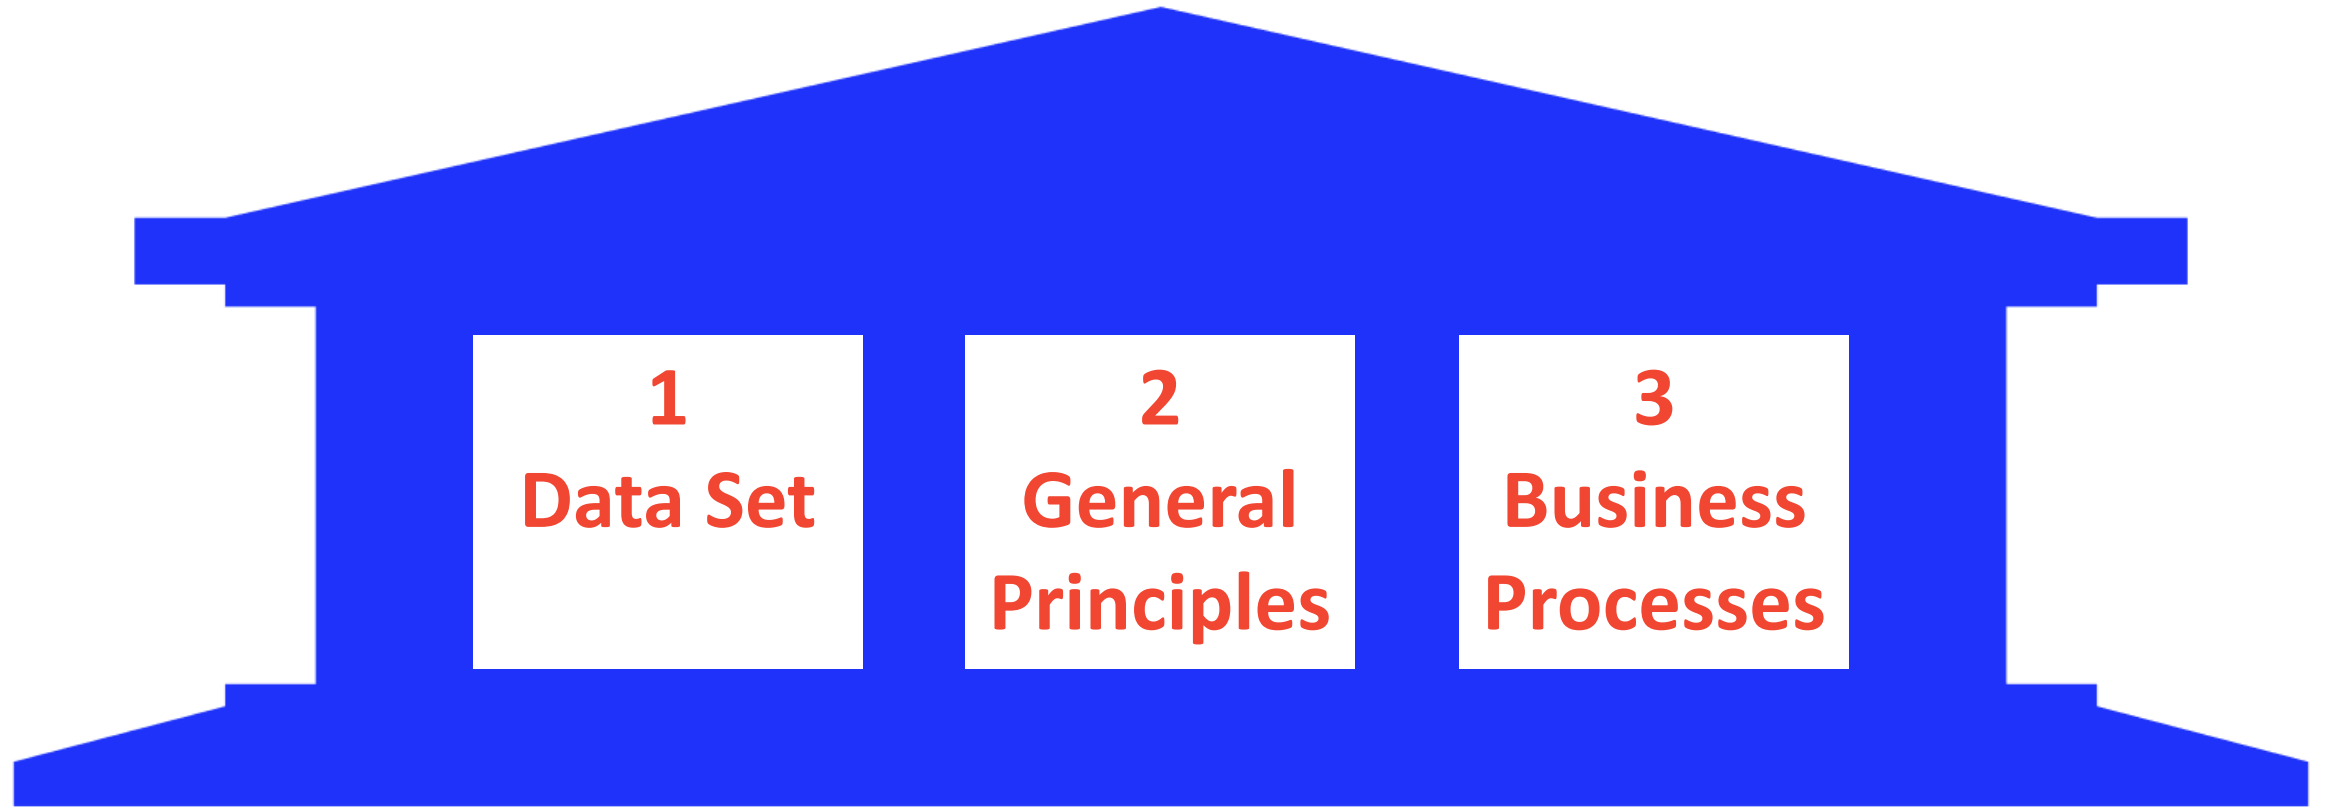 1
Data Set
2
General
Principles
3
Business
Processes